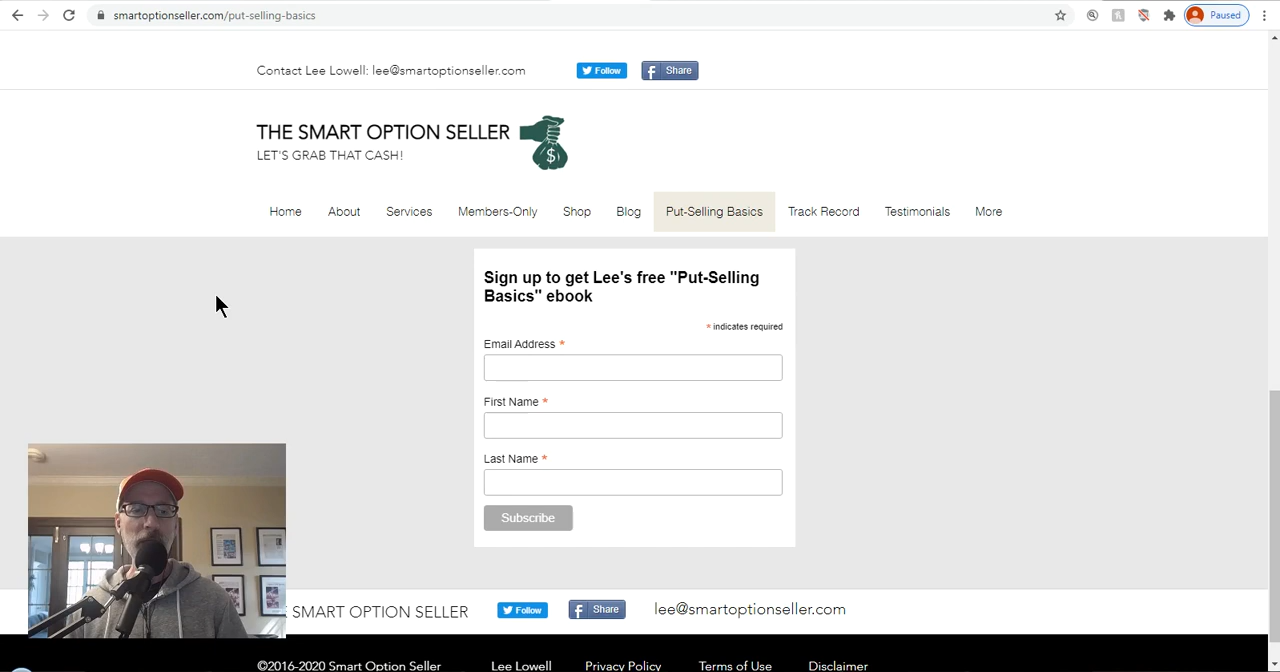 smartoptionseller.com/put-selling-basics
Paused
Contact Lee Lowell: lee@smartoptionseller.com
Follow
Share
THE SMART OPTION SELLER
LET'S GRAB THAT CASH!
$
Home
About
Services
Members-Only
Shop
Blog
Put-Selling Basics
Track Record
Testimonials
More
Sign up to get Lee's free "Put-Selling
Basics" ebook
* indicates required
Email Address *
First Name *
Last Name *
Subscribe
SMART OPTION SELLER
Follow
Share
lee@smartoptionseller.com
©2016-2020 Smart Option Seller
Lee Lowell
Privacy Policy
Terms of Use
Disclaimer